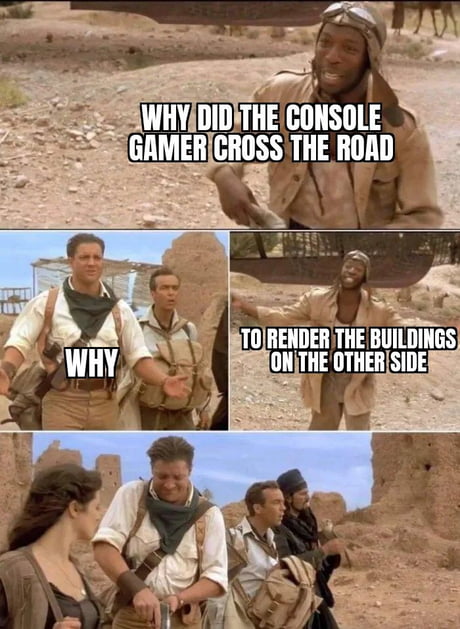 WHY DID THE CONSOLE
GAMER CROSS THE ROAD
WHY
TO RENDER THE BUILDINGS
ON THE OTHER SIDE